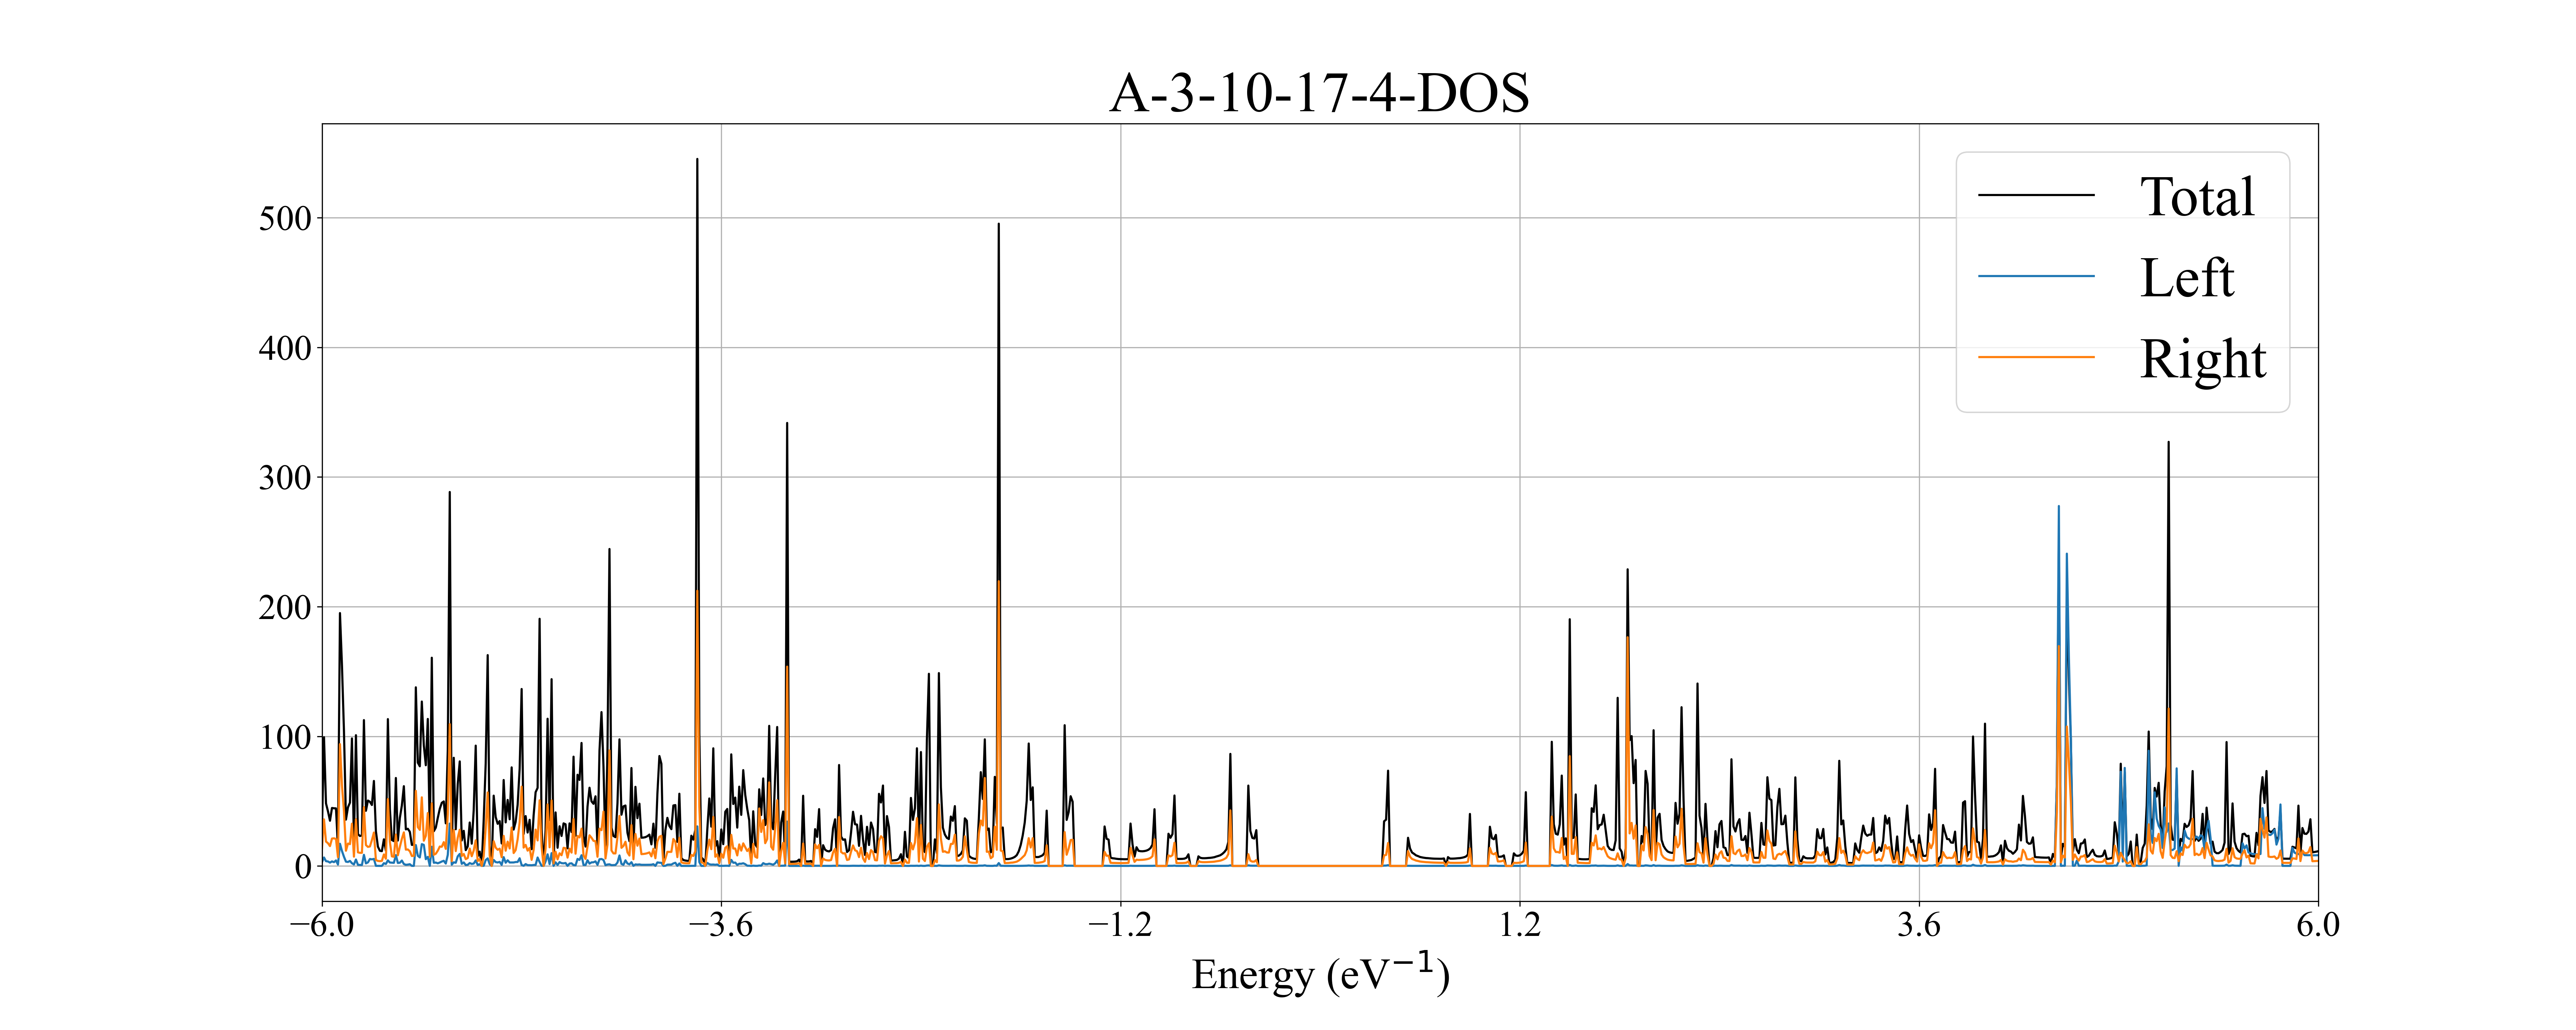 A-3-10-17-4-DOS
Total
Left
Right
500
400
300
200
100
0
−6.0 −3.6 −1.2 1.2 3.6 6.0
Energy (eV⁻¹)